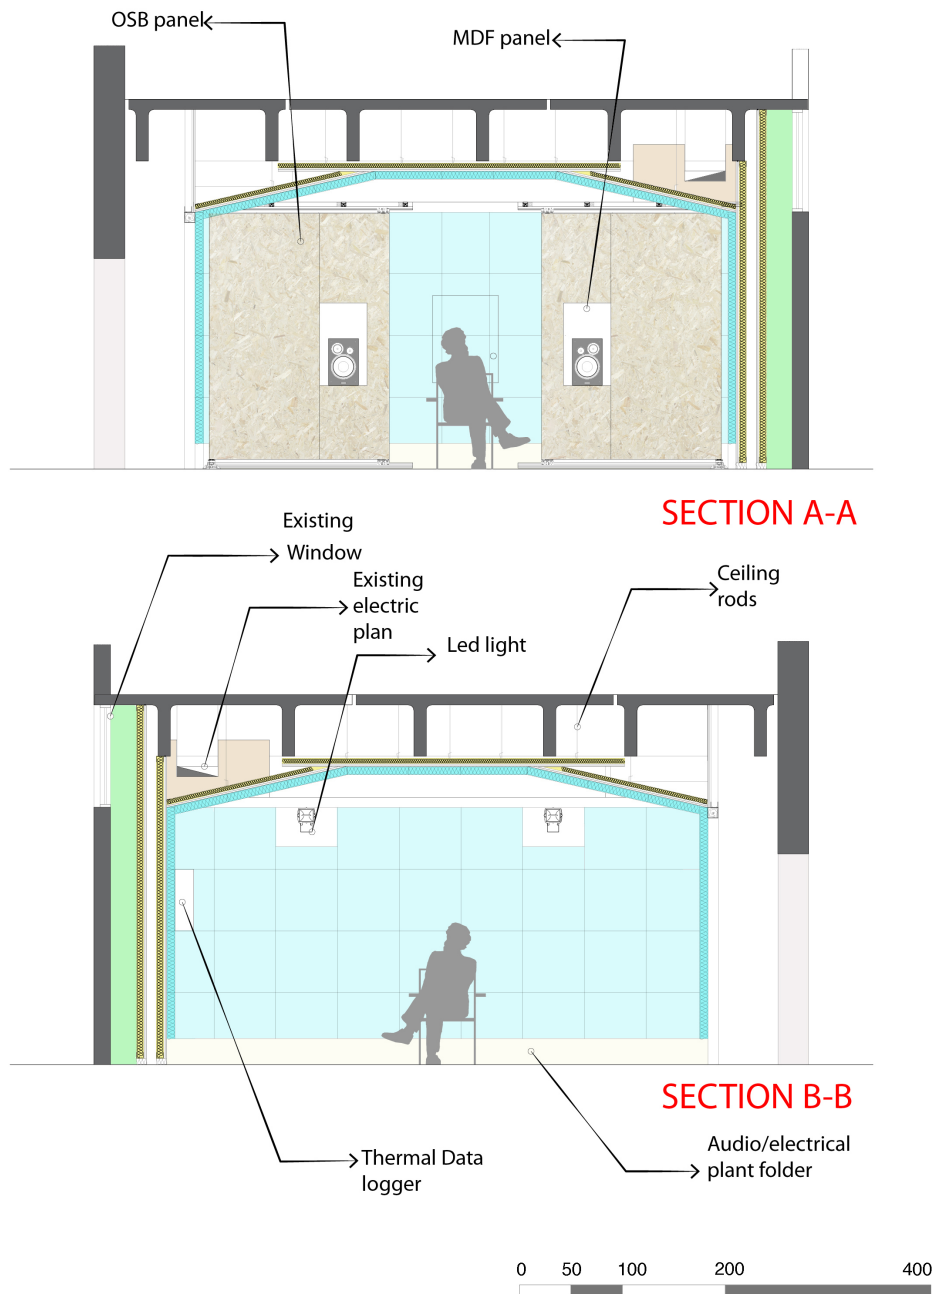 OSB panel
MDF panel
SECTION A-A
Existing
Window
Existing
electric
plan
Led light
Ceiling
rods
SECTION B-B
Thermal Data
logger
Audio/electrical
plant folder
0 50 100 200 400